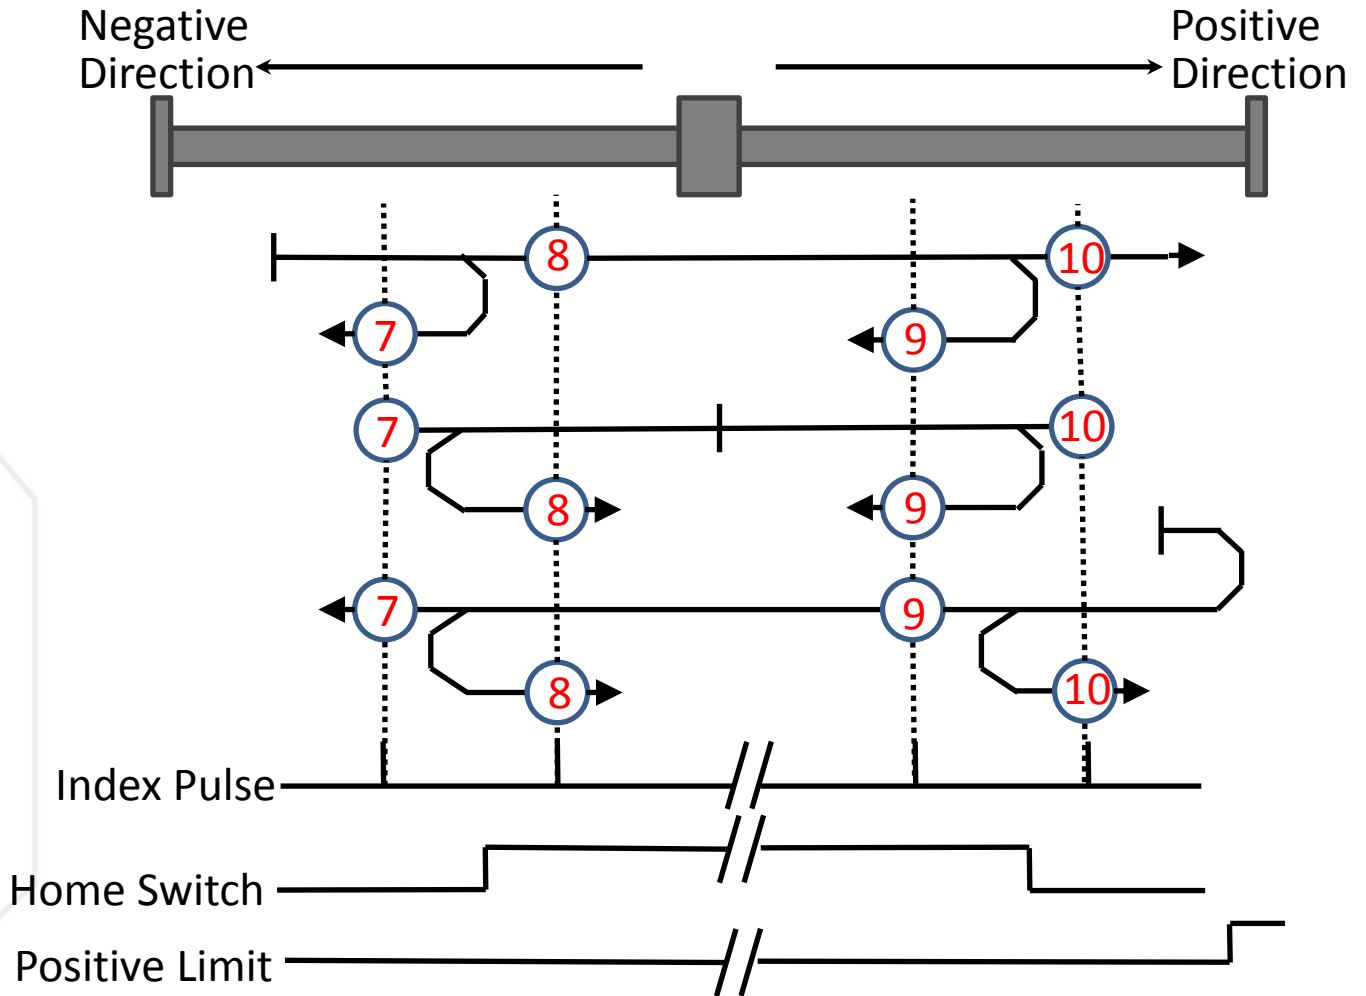 Negative
Direction
Positive
Direction
8
10
7
9
7
10
8
9
7
9
8
10
Index Pulse
Home Switch
Positive Limit